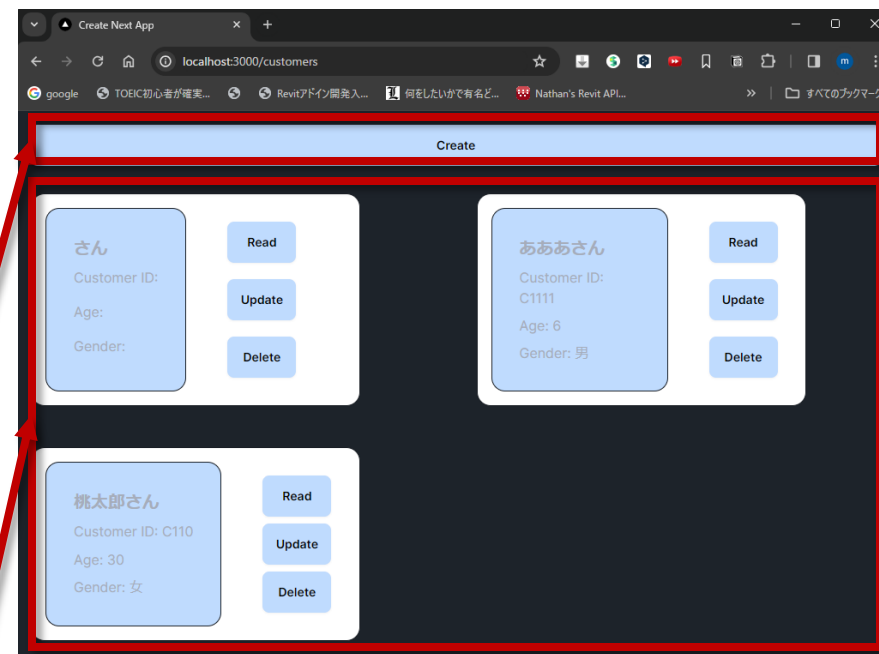 Create Next App
localhost:3000/customers
google
TOEIC初心者が確実...
Revitアドイン開発入...
何をしたいかで有名ど...
Nathan's Revit API...
すべてのブックマーク
Create
さん
Customer ID:
Age:
Gender:
Read
Update
Delete
あああさん
Customer ID:
C1111
Age: 6
Gender: 男
Read
Update
Delete
桃太郎さん
Customer ID: C110
Age: 30
Gender: 女
Read
Update
Delete